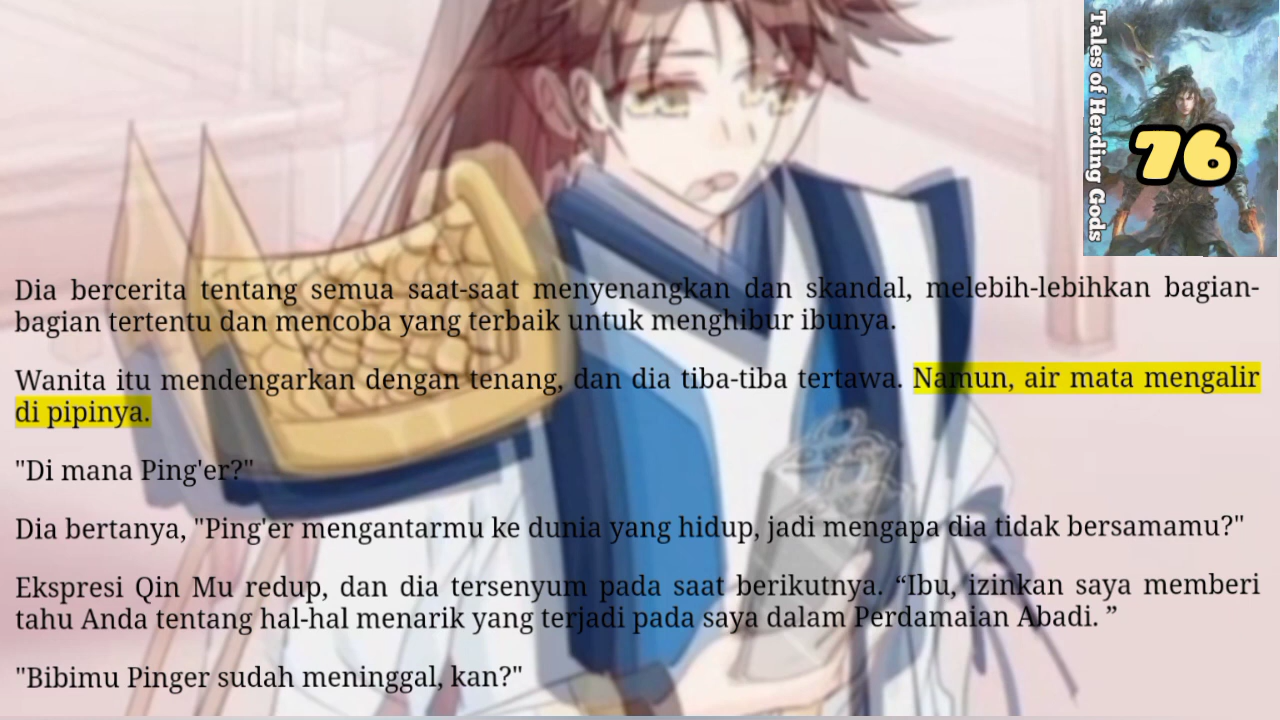 Tales of Herding Gods
76
Dia bercerita tentang semua saat-saat menyenangkan dan skandal, melebih-lebihkan bagian-
bagian tertentu dan mencoba yang terbaik untuk menghibur ibunya.
Wanita itu mendengarkan dengan tenang, dan dia tiba-tiba tertawa. Namun, air mata mengalir
di pipinya.
"Di mana Ping'er?"
Dia bertanya, "Ping'er mengantarmu ke dunia yang hidup, jadi mengapa dia tidak bersamamu?"
Ekspresi Qin Mu redup, dan dia tersenyum pada saat berikutnya. “Ibu, izinkan saya memberi
tahu Anda tentang hal-hal menarik yang terjadi pada saya dalam Perdamaian Abadi. ”
"Bibimu Pinger sudah meninggal, kan?"